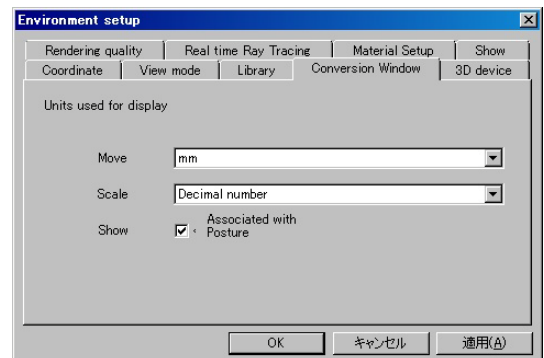 Environment setup
Rendering quality Real time Ray Tracing Material Setup Show
Coordinate View mode Library Conversion Window 3D device
Units used for display
Move mm
Scale Decimal number
Show Associated with
Posture
OK キャンセル 適用(A)